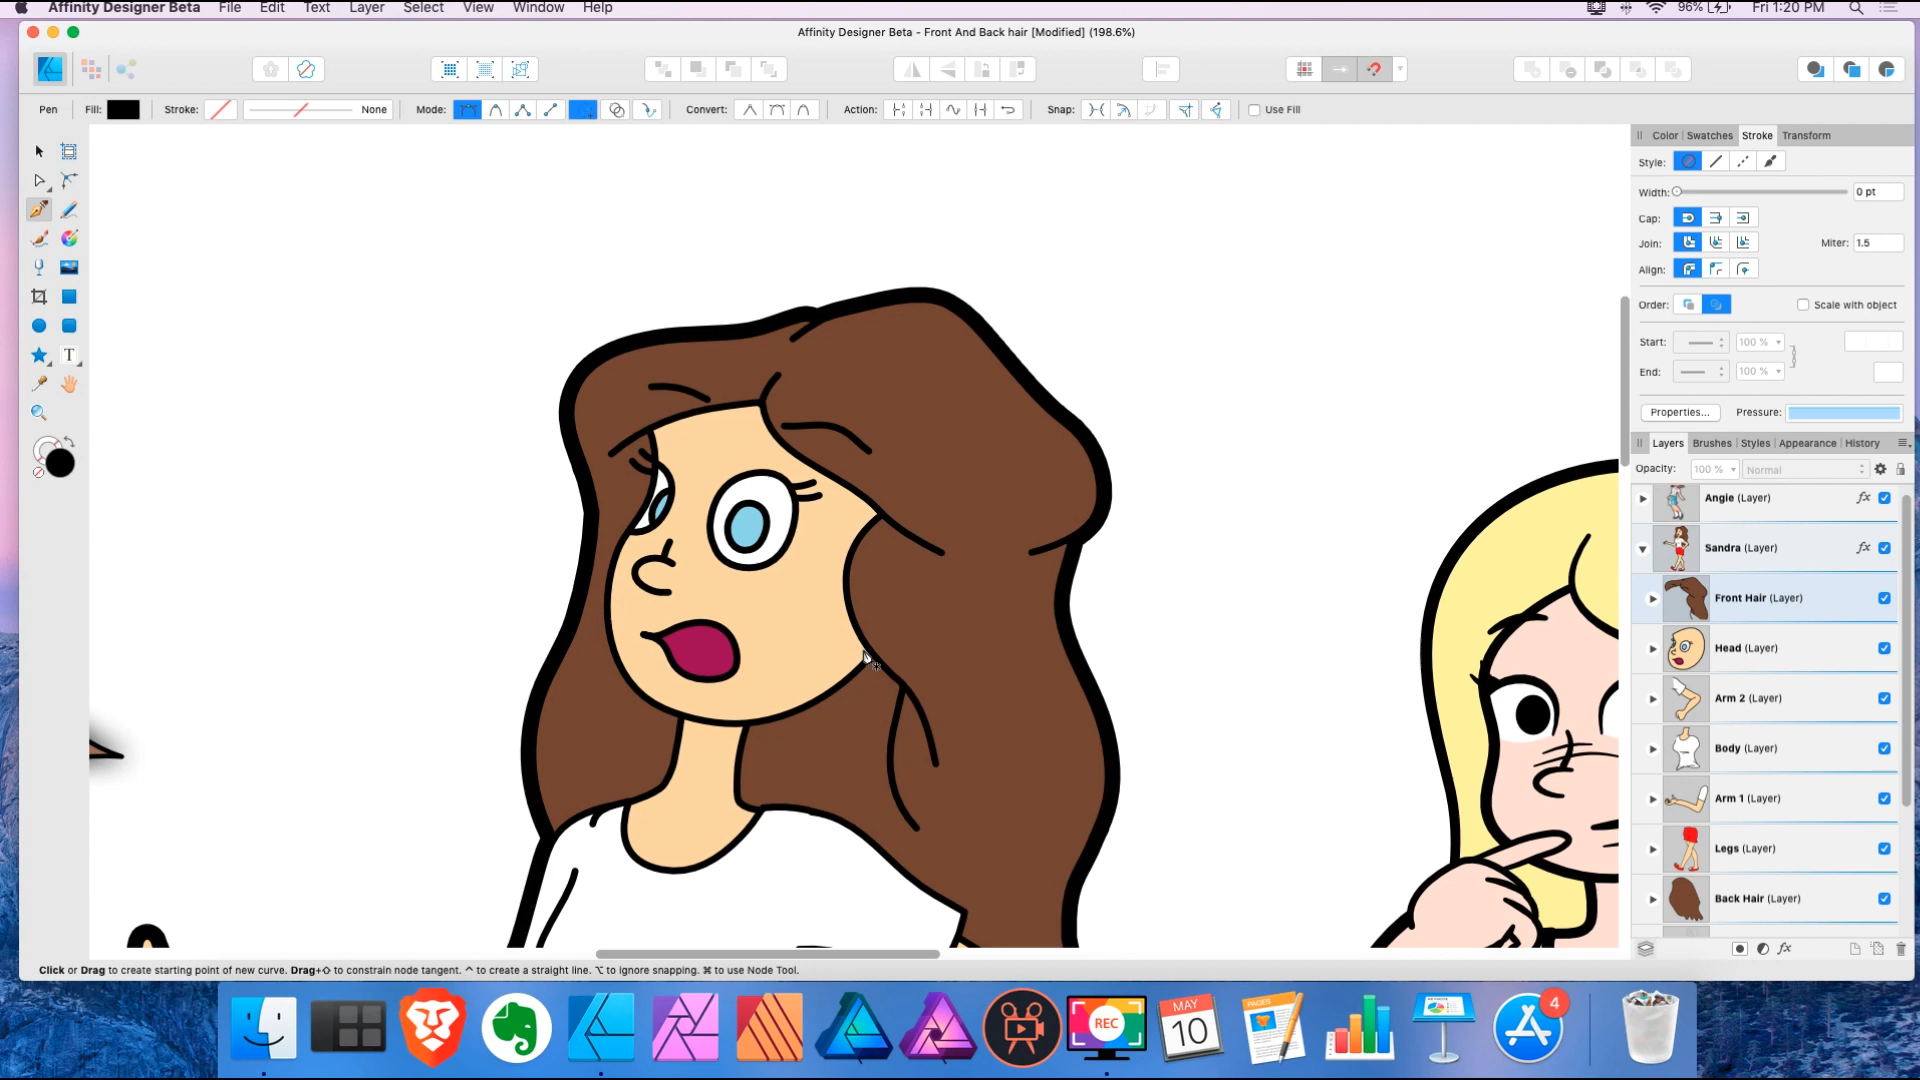 Affinity Designer Beta File Edit Text Layer Select View Window Help 96% Fri 1:20 PM
Affinity Designer Beta - Front And Back hair [Modified] (198.6%)
Pen Fill: Stroke: None Mode: Convert: Action: Snap: Use Fill
Color Swatches Stroke Transform
Style:
Width: 0 pt
Cap:
Join: Miter: 1.5
Align:
Order: Scale with object
Start: 100 %
End: 100 %
Properties... Pressure:
Layers Brushes Styles Appearance History
Opacity: 100 % Normal
Angie (Layer) fx
Sandra (Layer) fx
Front Hair (Layer)
Head (Layer)
Arm 2 (Layer)
Body (Layer)
Arm 1 (Layer)
Legs (Layer)
Back Hair (Layer)
fx
T
Click or Drag to create starting point of new curve. Drag+⇧ to constrain node tangent. ^ to create a straight line. ⌥ to ignore snapping. ⌘ to use Node Tool.
REC
MAY
10
PAGES
4